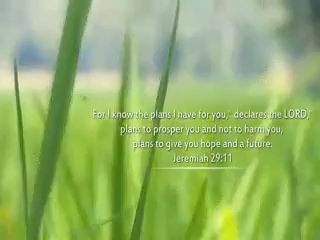 For I know the plans I have for you," declares the LORD,"
plans to prosper you and not to harm you,
plans to give you hope and a future.
Jeremiah 29:11